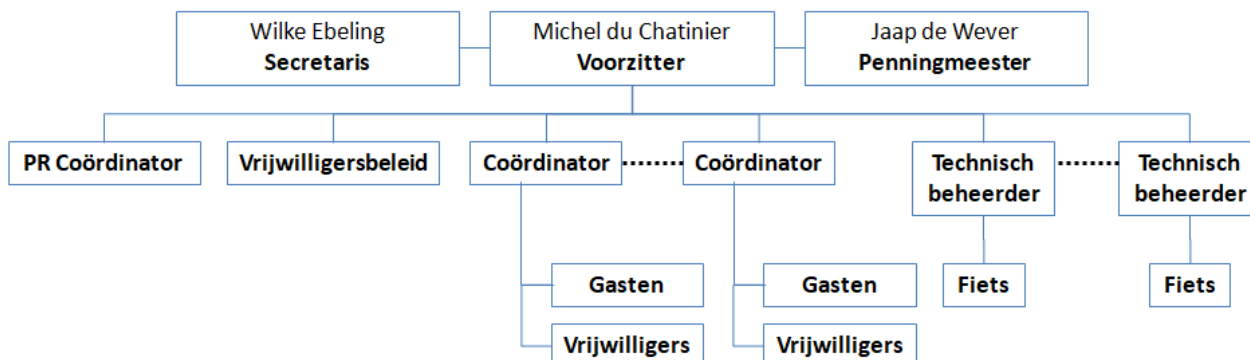 Wilke Ebeling
Secretaris
Michel du Chatinier
Voorzitter
Jaap de Wever
Penningmeester
PR Coördinator
Vrijwilligersbeleid
Coördinator
Coördinator
Technisch
beheerder
Technisch
beheerder
Gasten
Gasten
Fiets
Fiets
Vrijwilligers
Vrijwilligers